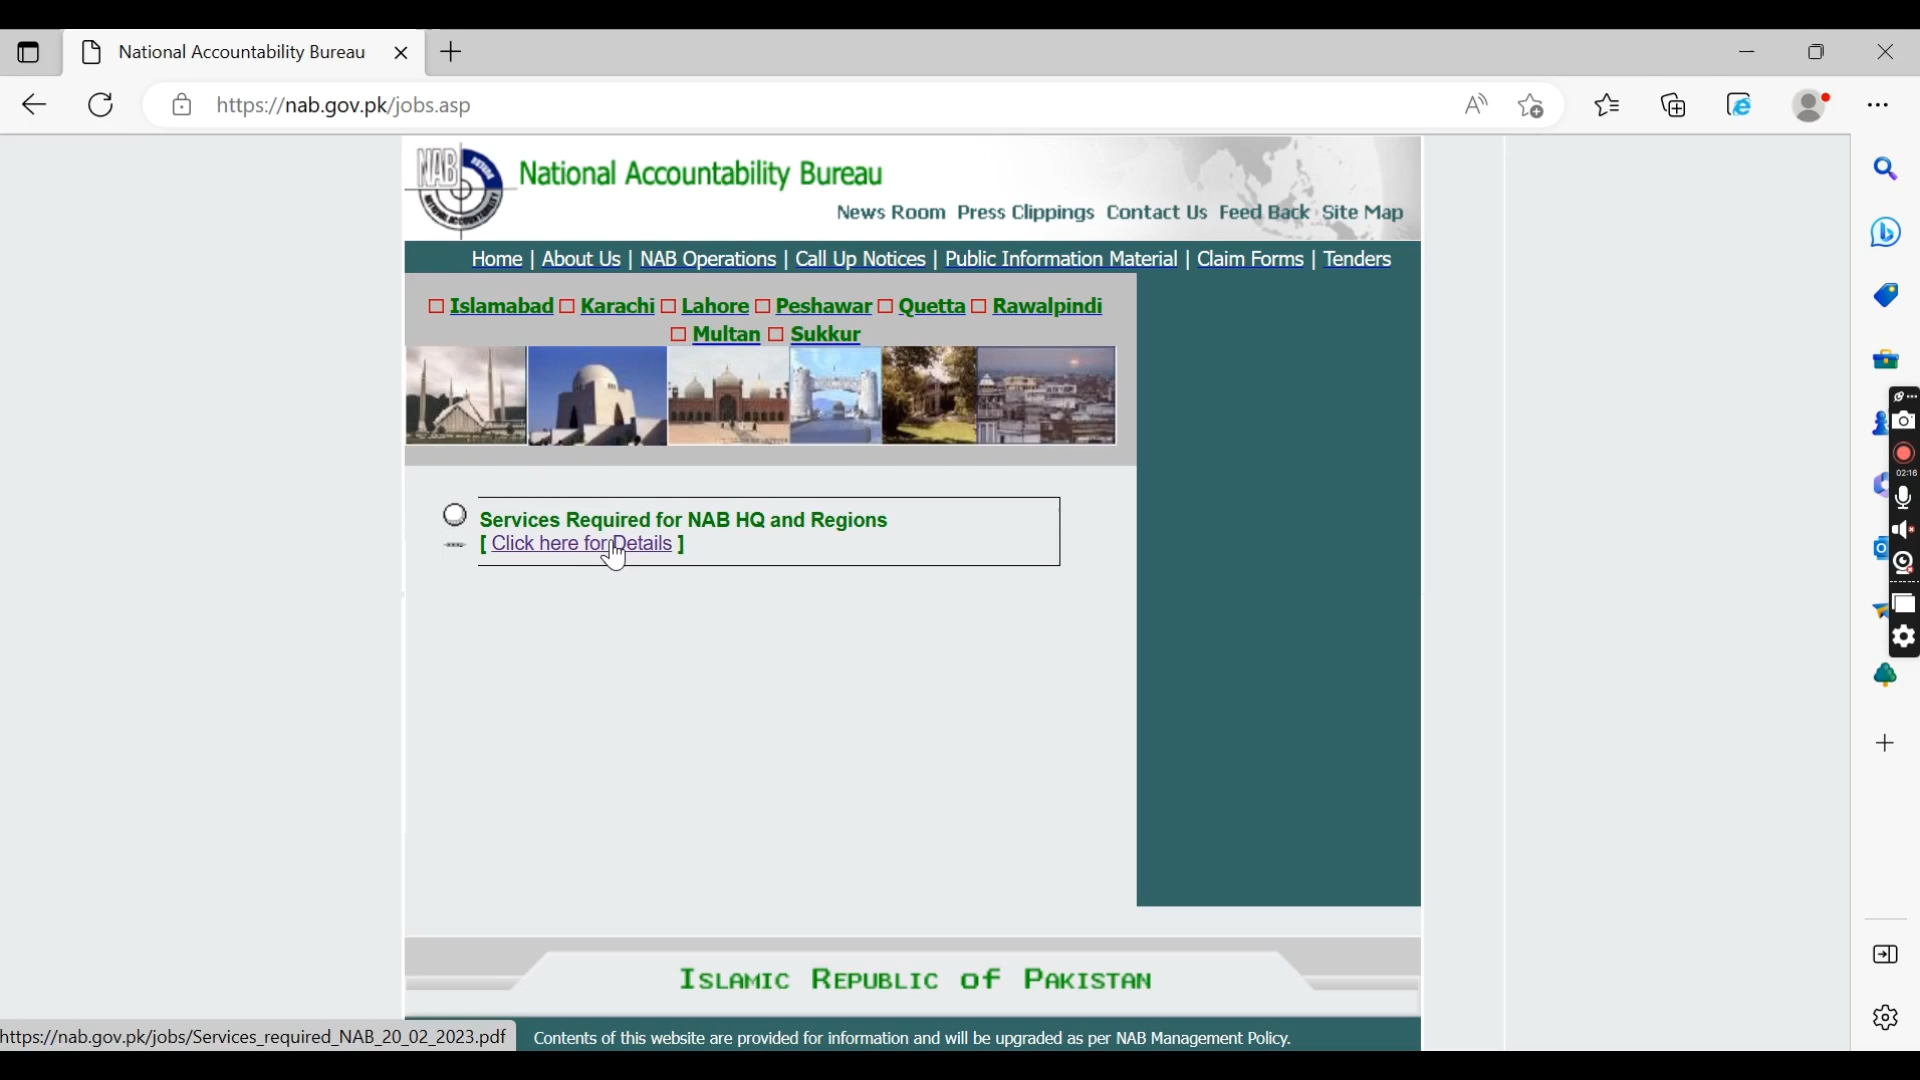 National Accountability Bureau
https://nab.gov.pk/jobs.asp
NAB
National Accountability Bureau
News Room Press Clippings Contact Us Feed Back Site Map
Home | About Us | NAB Operations | Call Up Notices | Public Information Material | Claim Forms | Tenders
Islamabad Karachi Lahore Peshawar Quetta Rawalpindi
Multan Sukkur
Services Required for NAB HQ and Regions
[ Click here for Details ]
02:16
ISLAMIC REPUBLIC OF PAKISTAN
https://nab.gov.pk/jobs/Services_required_NAB_20_02_2023.pdf
Contents of this website are provided for information and will be upgraded as per NAB Management Policy.